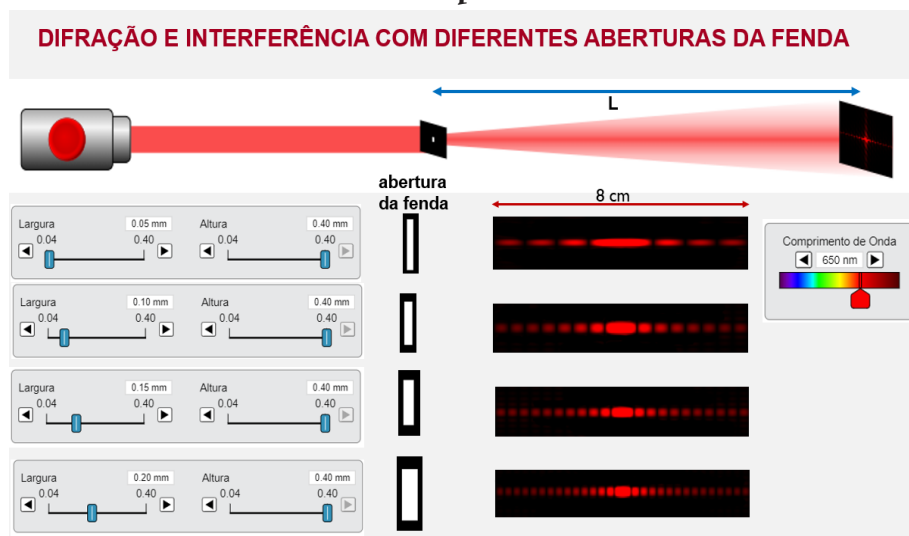 DIFRAÇÃO E INTERFERÊNCIA COM DIFERENTES ABERTURAS DA FENDA
L
abertura
da fenda
8 cm
Largura 0.05 mm Altura 0.40 mm
0.04 0.40 0.04 0.40
Comprimento de Onda
650 nm
Largura 0.10 mm Altura 0.40 mm
0.04 0.40 0.04 0.40
Largura 0.15 mm Altura 0.40 mm
0.04 0.40 0.04 0.40
Largura 0.20 mm Altura 0.40 mm
0.04 0.40 0.04 0.40